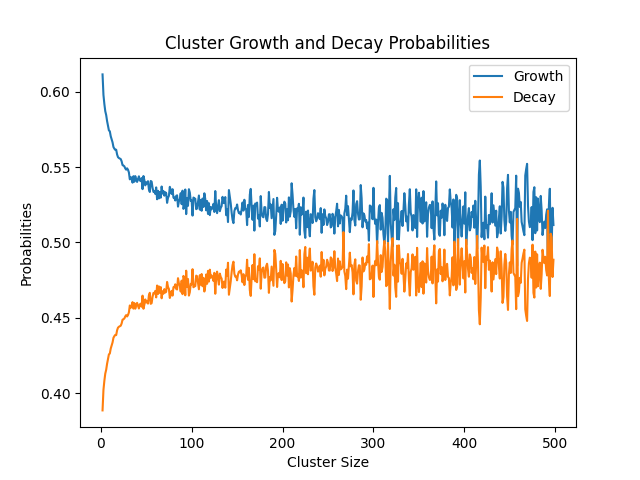 Cluster Growth and Decay Probabilities
Growth
Decay
Probabilities
0.60
0.55
0.50
0.45
0.40
0
100
200
300
400
500
Cluster Size